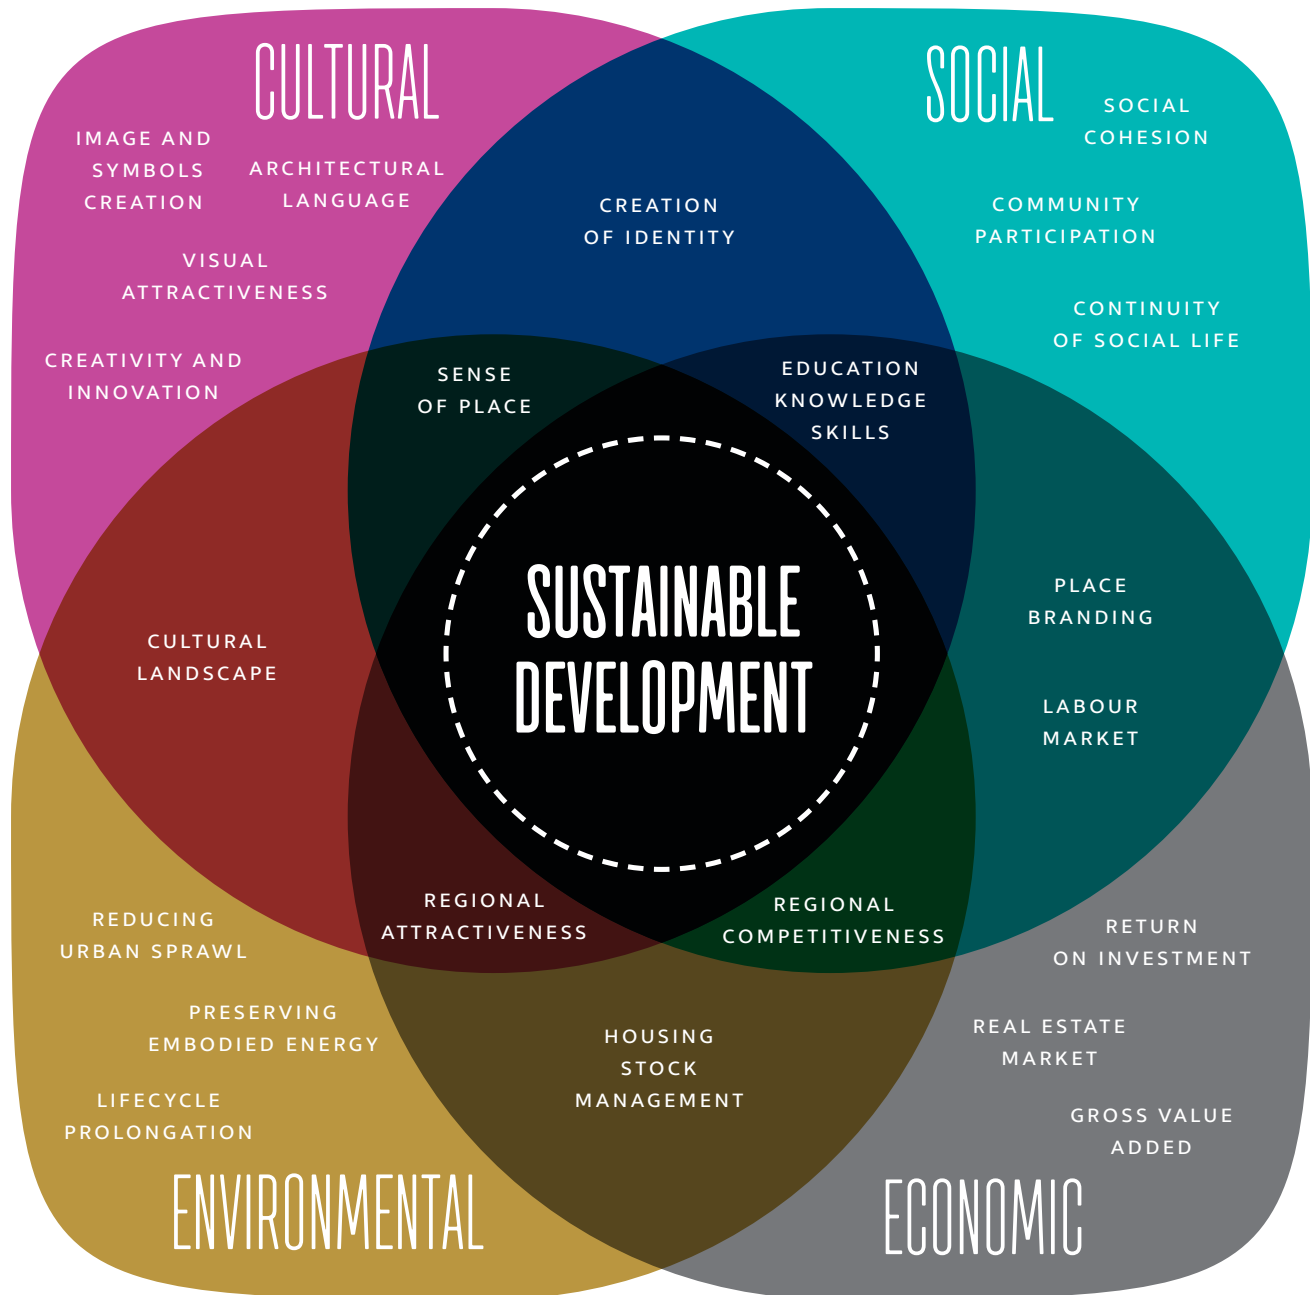 CULTURAL
IMAGE AND
SYMBOLS
CREATION
ARCHITECTURAL
LANGUAGE
VISUAL
ATTRACTIVENESS
CREATIVITY AND
INNOVATION
CREATION
OF IDENTITY
SOCIAL
SOCIAL
COHESION
COMMUNITY
PARTICIPATION
CONTINUITY
OF SOCIAL LIFE
SENSE
OF PLACE
EDUCATION
KNOWLEDGE
SKILLS
CULTURAL
LANDSCAPE
SUSTAINABLE
DEVELOPMENT
PLACE
BRANDING
LABOUR
MARKET
REGIONAL
ATTRACTIVENESS
REGIONAL
COMPETITIVENESS
REDUCING
URBAN SPRAWL
PRESERVING
EMBODIED ENERGY
LIFECYCLE
PROLONGATION
ENVIRONMENTAL
HOUSING
STOCK
MANAGEMENT
RETURN
ON INVESTMENT
REAL ESTATE
MARKET
GROSS VALUE
ADDED
ECONOMIC